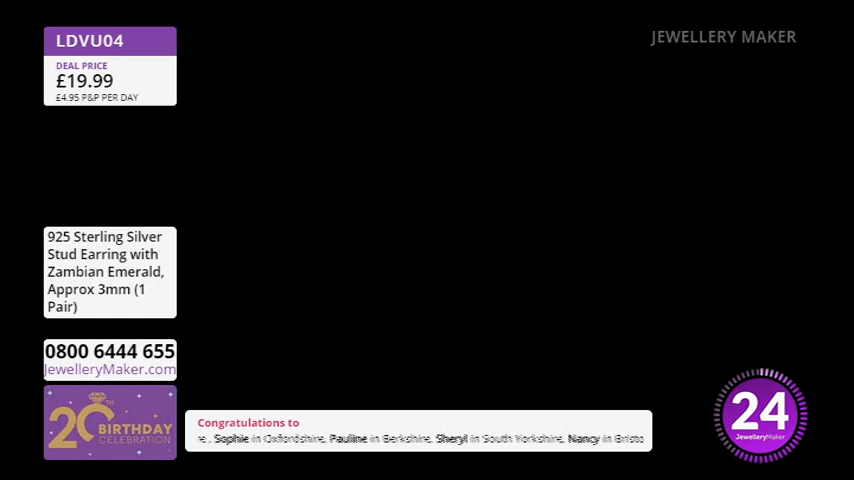 LDVU04
DEAL PRICE
£19.99
£4.95 P&P PER DAY
JEWELLERY MAKER
925 Sterling Silver
Stud Earring with
Zambian Emerald,
Approx 3mm (1
Pair)
0800 6444 655
JewelleryMaker.com
20TH
BIRTHDAY
CELEBRATION
Congratulations to
re., Sophie in Oxfordshire, Pauline in Berkshire, Sheryl in South Yorkshire, Nancy in Bristo
24
JewelleryMaker